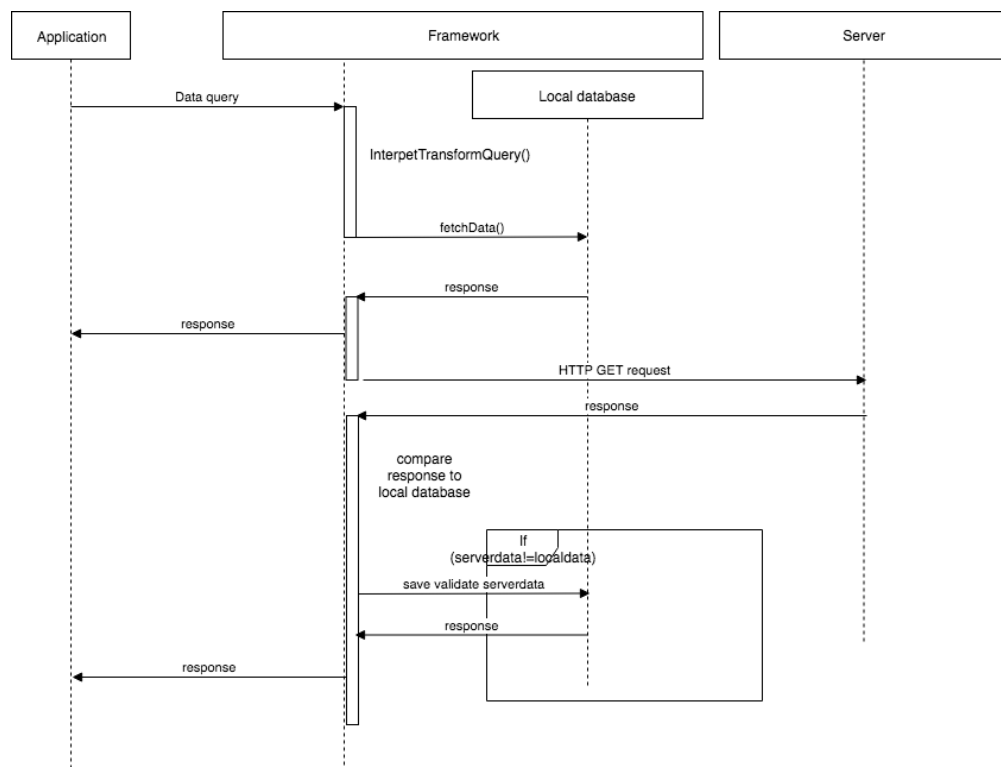 Application
Framework
Server
Local database
Data query
InterpetTransformQuery()
fetchData()
response
response
HTTP GET request
response
compare
response to
local database
If
(serverdata!=localdata)
save validate serverdata
response
response